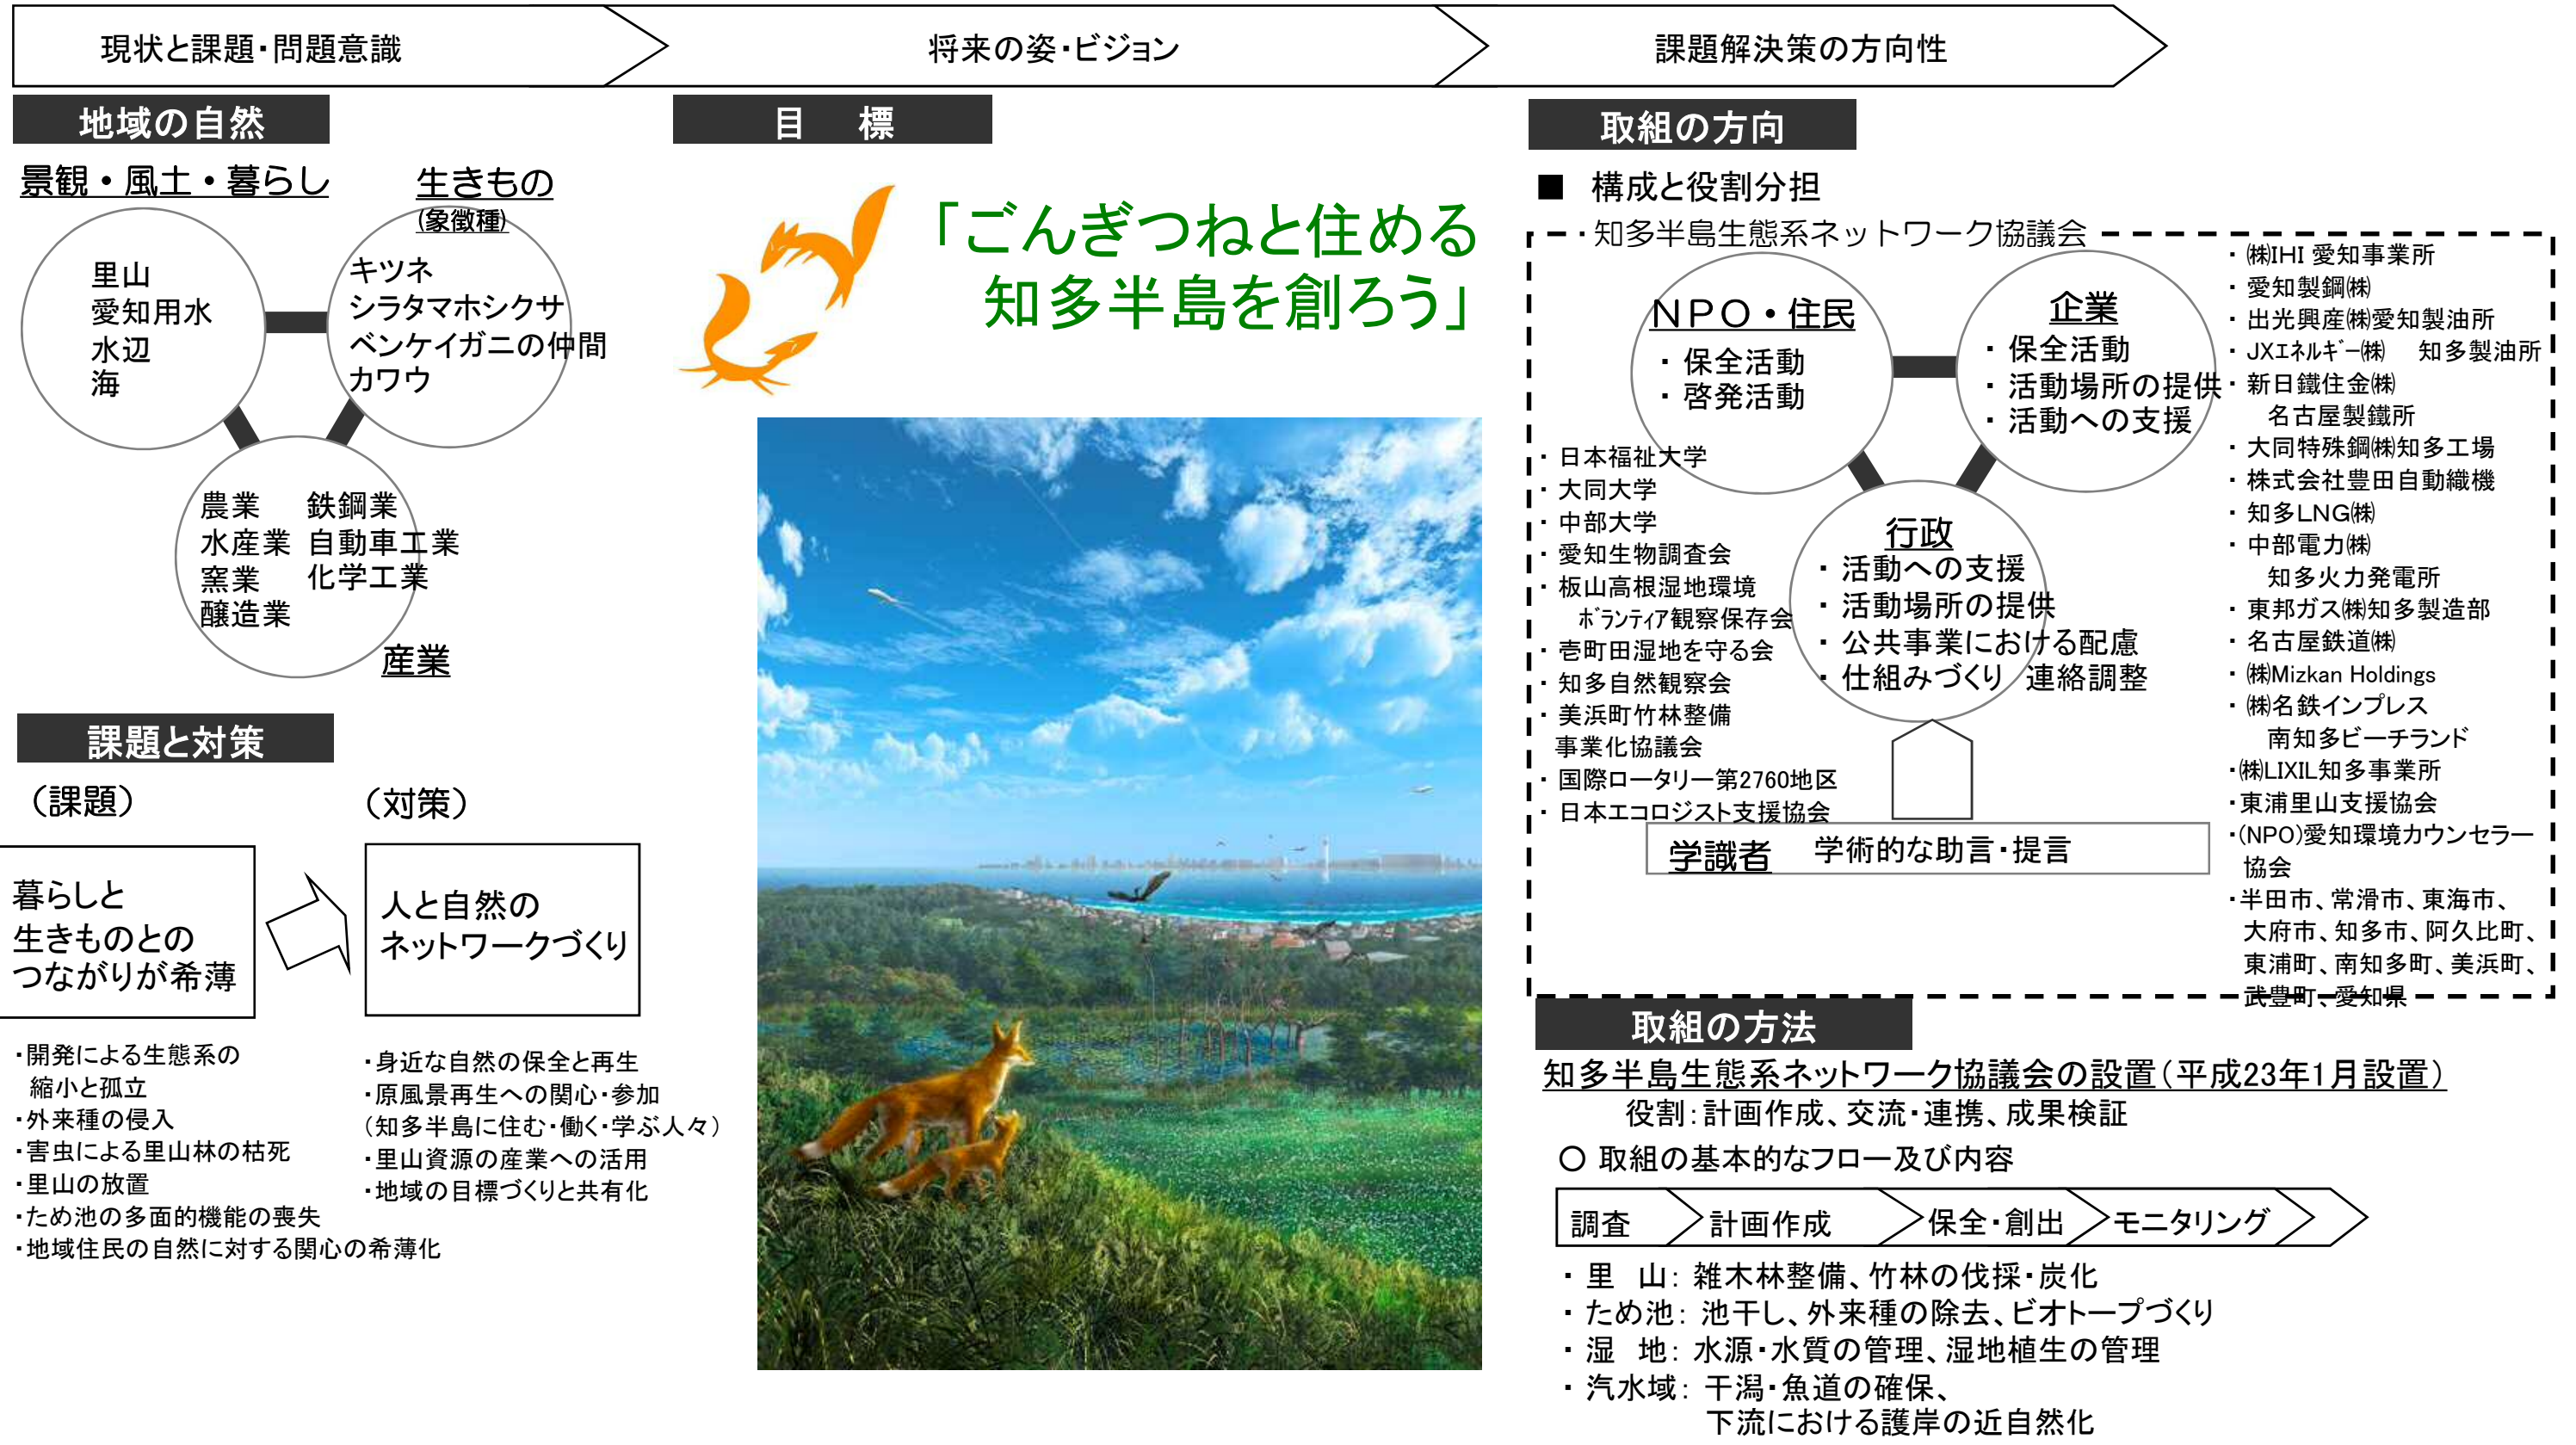 現状と課題・問題意識
将来の姿・ビジョン
課題解決策の方向性
地域の自然
景観・風土・暮らし
里山
愛知用水
水辺
海
生きもの
(象徴種)
キツネ
シラタマホシクサ
ベンケイガニの仲間
カワウ
農業 鉄鋼業
水産業 自動車工業
窯業 化学工業
醸造業
産業
課題と対策
（課題）
（対策）
暮らしと
生きものとの
つながりが希薄
人と自然の
ネットワークづくり
・開発による生態系の
縮小と孤立
・外来種の侵入
・害虫による里山林の枯死
・里山の放置
・ため池の多面的機能の喪失
・地域住民の自然に対する関心の希薄化
・身近な自然の保全と再生
・原風景再生への関心・参加
（知多半島に住む・働く・学ぶ人々）
・里山資源の産業への活用
・地域の目標づくりと共有化
目 標
「ごんぎつねと住める
知多半島を創ろう」
取組の方向
■ 構成と役割分担
知多半島生態系ネットワーク協議会
ＮＰＯ・住民
・保全活動
・啓発活動
企業
・保全活動
・活動場所の提供
・活動への支援
行政
・活動への支援
・活動場所の提供
・公共事業における配慮
・仕組みづくり 連絡調整
・日本福祉大学
・大同大学
・中部大学
・愛知生物調査会
・板山高根湿地環境
ﾎﾞﾗﾝﾃｨｱ観察保存会
・壱町田湿地を守る会
・知多自然観察会
・美浜町竹林整備
事業化協議会
・国際ロータリー第2760地区
・日本エコロジスト支援協会
学識者 学術的な助言・提言
・㈱IHI 愛知事業所
・愛知製鋼㈱
・出光興産㈱愛知製油所
・JXｴﾈﾙｷﾞｰ㈱ 知多製油所
・新日鐵住金㈱
名古屋製鐵所
・大同特殊鋼㈱知多工場
・株式会社豊田自動織機
・知多LNG㈱
・中部電力㈱
知多火力発電所
・東邦ガス㈱知多製造部
・名古屋鉄道㈱
・㈱Mizkan Holdings
・㈱名鉄インプレス
南知多ビーチランド
・㈱LIXIL知多事業所
・東浦里山支援協会
・(NPO)愛知環境カウンセラー
協会
・半田市、常滑市、東海市、
大府市、知多市、阿久比町、
東浦町、南知多町、美浜町、
武豊町、愛知県
取組の方法
知多半島生態系ネットワーク協議会の設置（平成23年1月設置）
役割：計画作成、交流・連携、成果検証
○ 取組の基本的なフロー及び内容
調査
計画作成
保全・創出
モニタリング
・里 山： 雑木林整備、竹林の伐採・炭化
・ため池： 池干し、外来種の除去、ビオトープづくり
・湿 地： 水源・水質の管理、湿地植生の管理
・汽水域： 干潟・魚道の確保、
下流における護岸の近自然化